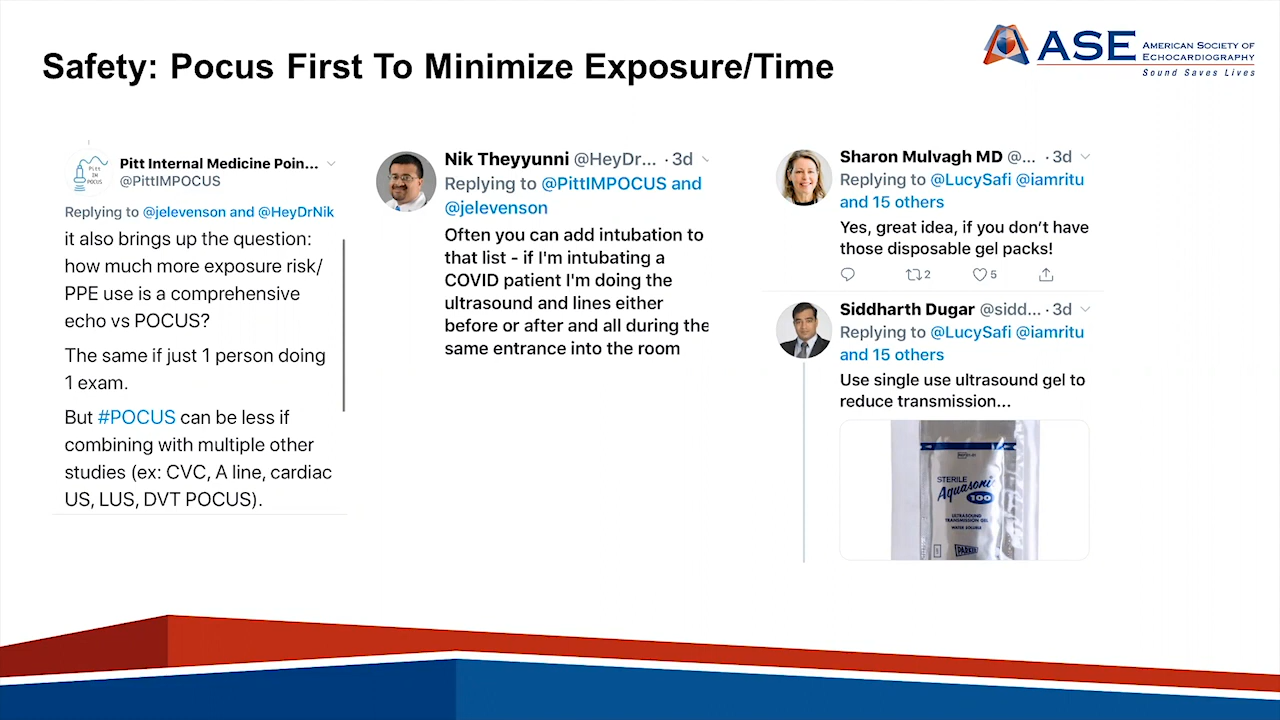 Safety: Pocus First To Minimize Exposure/Time
ASE
AMERICAN SOCIETY OF
ECHOCARDIOGRAPHY
Sound Saves Lives
Pitt
IM
POCUS
Pitt Internal Medicine Poin...
@PittIMPOCUS
Replying to @jelevenson and @HeyDrNik
it also brings up the question:
how much more exposure risk/
PPE use is a comprehensive
echo vs POCUS?
The same if just 1 person doing
1 exam.
But #POCUS can be less if
combining with multiple other
studies (ex: CVC, A line, cardiac
US, LUS, DVT POCUS).
Nik Theyyunni @HeyDr... · 3d
Replying to @PittIMPOCUS and
@jelevenson
Often you can add intubation to
that list - if I'm intubating a
COVID patient I'm doing the
ultrasound and lines either
before or after and all during the
same entrance into the room
Sharon Mulvagh MD @... · 3d
Replying to @LucySafi @iamritu
and 15 others
Yes, great idea, if you don’t have
those disposable gel packs!
2
5
Siddharth Dugar @sidd... · 3d
Replying to @LucySafi @iamritu
and 15 others
Use single use ultrasound gel to
reduce transmission...
STERILE
Aquasonic
100
ULTRASOUND
TRANSMISSION GEL
WATER SOLUBLE
PARKER